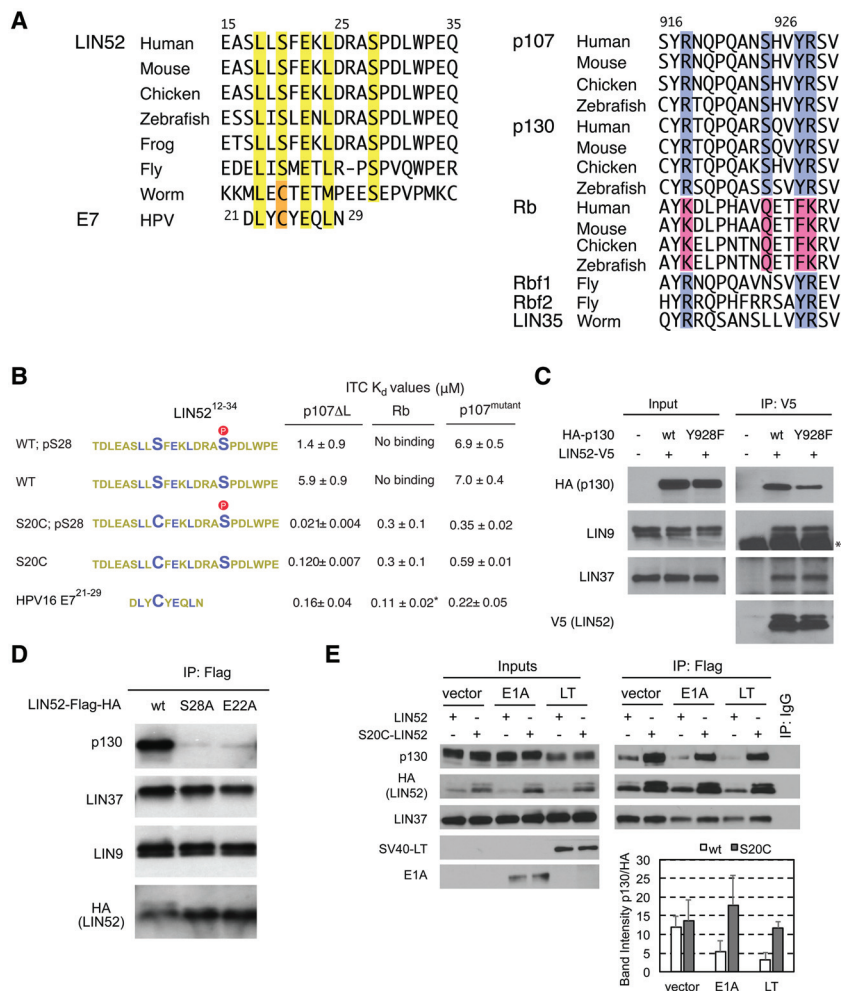 A
15 25 35
LIN52 Human EASLLSFEKLDRASPDLWPEQ
Mouse EASLLSFEKLDRASPDLWPEQ
Chicken EASLLSFEKLDRASPDLWPEQ
Zebrafish ESSLISLENLDRASPDLWPEQ
Frog ETSLLSFEKLDRASPDLWPEQ
Fly EDELISMETLR-PSPVQWPER
Worm KKMLECTETMPEESEPVPMKC
E7 HPV 21 DLYCYEQLN 29
916 926
p107 Human SYRNQPQANSHVYRSV
Mouse SYRNQPQANSHVYRSV
Chicken SYRNQPQANSHVYRSV
Zebrafish CYRTQPQANSHVYRSV
p130 Human CYRTQPQARSQVYRSV
Mouse CYRTQPQARSQVYRSV
Chicken CYRTQPQAKSHVYRSV
Zebrafish CYRSQPQASSSVYRSV
Rb Human AYKDLPHAVQETFKRV
Mouse AYKDLPHAAQETFKRV
Chicken AYKELPNTNQETFKRV
Zebrafish AYKELPNTNQETFKRV
Rbf1 Fly AYRNQPQAVNSVYREV
Rbf2 Fly HYRRQPHFRRSAYREV
LIN35 Worm QYRRQSANSLLVYRSV
B
ITC Kd values (μM)
LIN52 12-34 p107ΔL Rb p107mutant
P
WT; pS28 TDLEASLLSFEKLDRASPDLWPE 1.4 ± 0.9 No binding 6.9 ± 0.5
WT TDLEASLLSFEKLDRASPDLWPE 5.9 ± 0.9 No binding 7.0 ± 0.4
P
S20C; pS28 TDLEASLLCFEKLDRASPDLWPE 0.021± 0.004 0.3 ± 0.1 0.35 ± 0.02
S20C TDLEASLLCFEKLDRASPDLWPE 0.120± 0.007 0.3 ± 0.1 0.59 ± 0.01
HPV16 E7 21-29 DLYCYEQLN 0.16± 0.04 0.11 ± 0.02* 0.22± 0.05
C
Input IP: V5
HA-p130 - wt Y928F - wt Y928F
LIN52-V5 - + + - + +
HA (p130)
LIN9 *
LIN37
V5 (LIN52)
D
IP: Flag
LIN52-Flag-HA wt S28A E22A
p130
LIN37
LIN9
HA
(LIN52)
E
Inputs IP: Flag IP: IgG
vector E1A LT vector E1A LT
LIN52 + - + - + - + - + - + -
S20C-LIN52 - + - + - + - + - + - +
p130
HA
(LIN52)
LIN37
SV40-LT
E1A
wt S20C
Band Intensity p130/HA
30
25
20
15
10
5
0
vector E1A LT